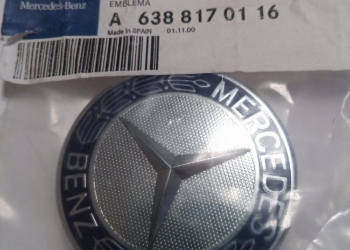 Mercedes-Benz
EMBLEMA
A 638 817 01 16
Made in SPAIN 01.11.00
MERCEDES
BENZ